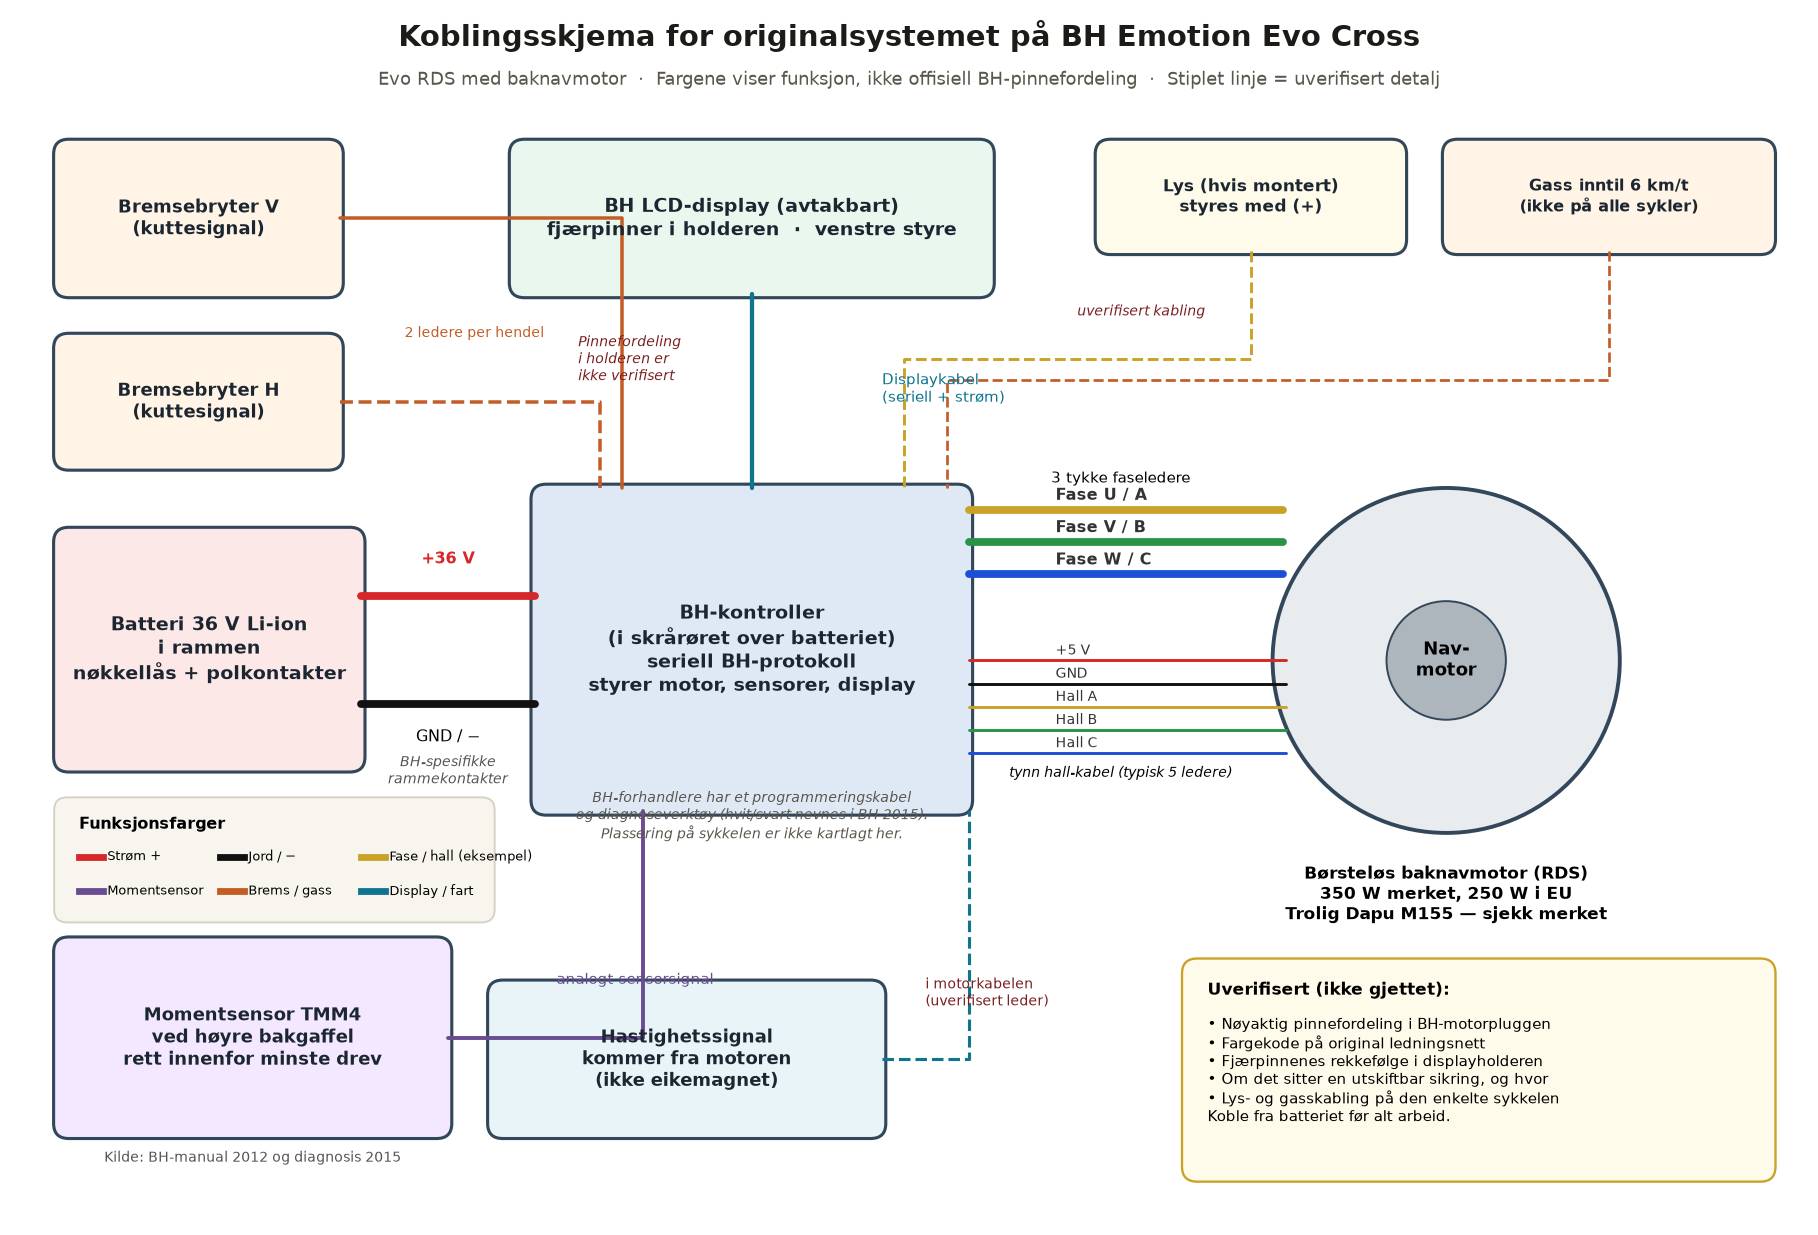 Koblingsskjema for originalsystemet på BH Emotion Evo Cross
Evo RDS med baknavmotor · Fargene viser funksjon, ikke offisiell BH-pinnefordeling · Stiplet linje = uverifisert detalj
Bremsebryter V
(kuttesignal)
BH LCD-display (avtakbart)
fjærpinner i holderen · venstre styre
Lys (hvis montert)
styres med (+)
Gass inntil 6 km/t
(ikke på alle sykler)
2 ledere per hendel
Pinnefordeling
i holderen er
ikke verifisert
uverifisert kabling
Displaykabel
(seriell + strøm)
Bremsebryter H
(kuttesignal)
Batteri 36 V Li-ion
i rammen
nøkkellås + polkontakter
+36 V
GND / −
BH-spesifikke
rammekontakter
BH-kontroller
(i skrårøret over batteriet)
seriell BH-protokoll
styrer motor, sensorer, display
BH-forhandlere har et programmeringskabel
og diagnoseverktøy (hvit/svart nevnes i BH 2015).
Plassering på sykkelen er ikke kartlagt her.
3 tykke faseledere
Fase U / A
Fase V / B
Fase W / C
+5 V
GND
Hall A
Hall B
Hall C
tynn hall-kabel (typisk 5 ledere)
Nav-
motor
Børsteløs baknavmotor (RDS)
350 W merket, 250 W i EU
Trolig Dapu M155 — sjekk merket
Funksjonsfarger
Strøm +
Jord / −
Fase / hall (eksempel)
Momentsensor
Brems / gass
Display / fart
Momentsensor TMM4
ved høyre bakgaffel
rett innenfor minste drev
analogt sensorsignal
Hastighetssignal
kommer fra motoren
(ikke eikemagnet)
i motorkabelen
(uverifisert leder)
Uverifisert (ikke gjettet):
• Nøyaktig pinnefordeling i BH-motorpluggen
• Fargekode på original ledningsnett
• Fjærpinnenes rekkefølge i displayholderen
• Om det sitter en utskiftbar sikring, og hvor
• Lys- og gasskabling på den enkelte sykkelen
Koble fra batteriet før alt arbeid.
Kilde: BH-manual 2012 og diagnosis 2015